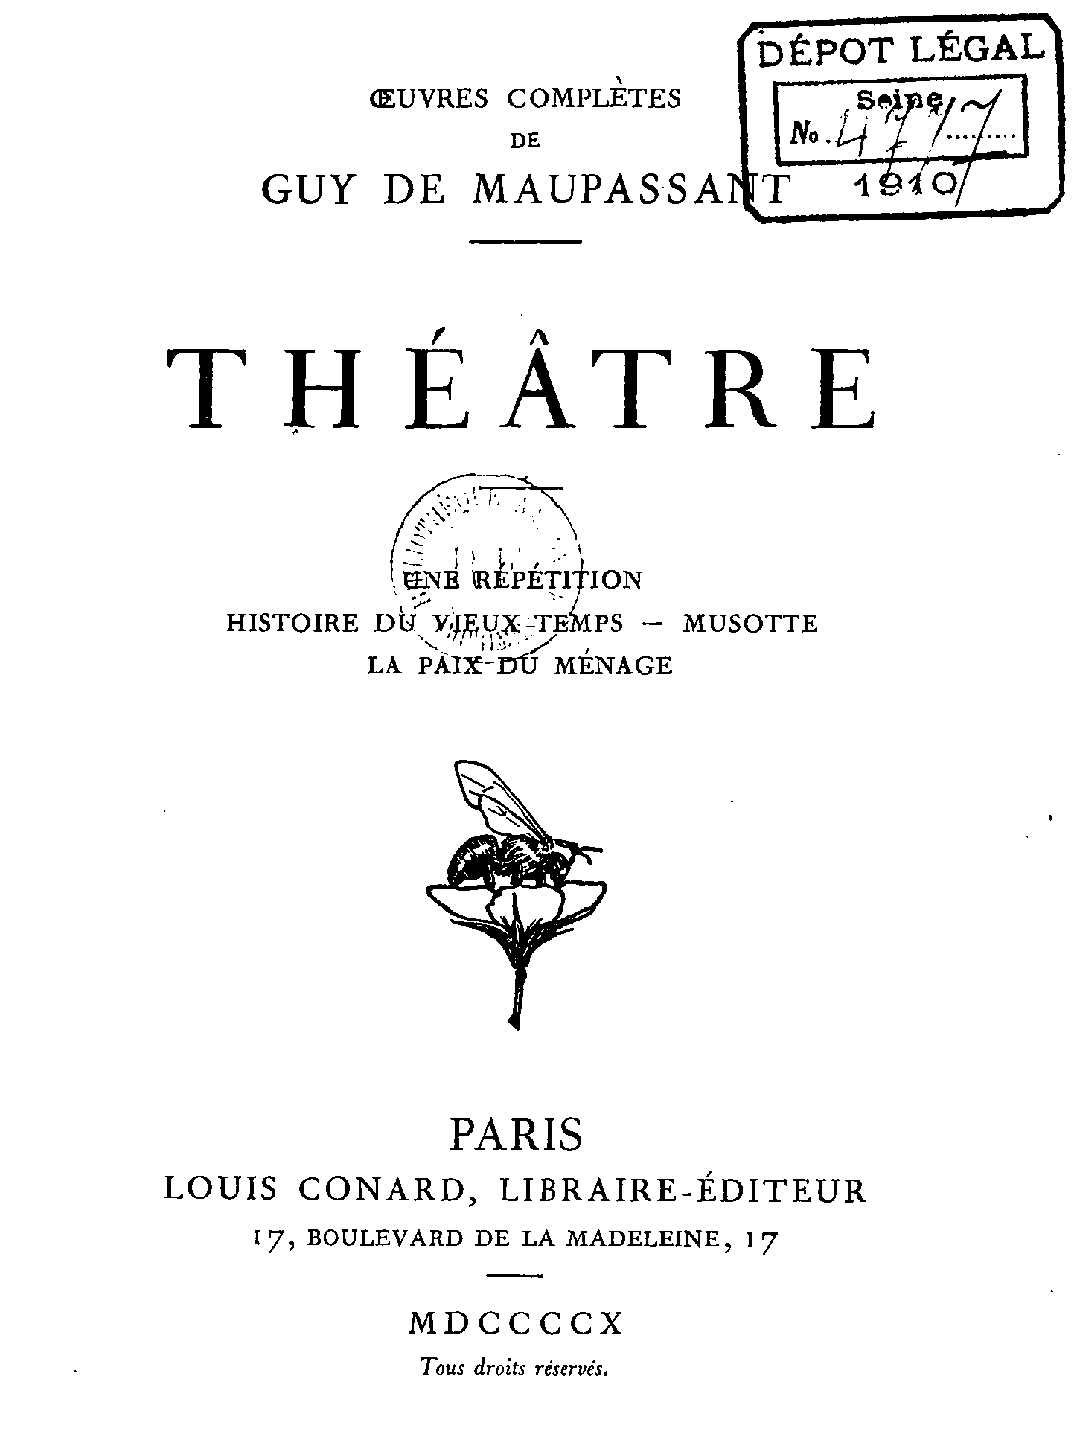 ŒUVRES COMPLÈTES
DE
GUY DE MAUPASSANT
DÉPOT LÉGAL
Seine
No. 4777
1910
THÉÂTRE
UNE RÉPÉTITION
HISTOIRE DU VIEUX TEMPS — MUSOTTE
LA PAIX DU MÉNAGE
PARIS
LOUIS CONARD, LIBRAIRE-ÉDITEUR
17, BOULEVARD DE LA MADELEINE, 17
MDCCCCX
Tous droits réservés.